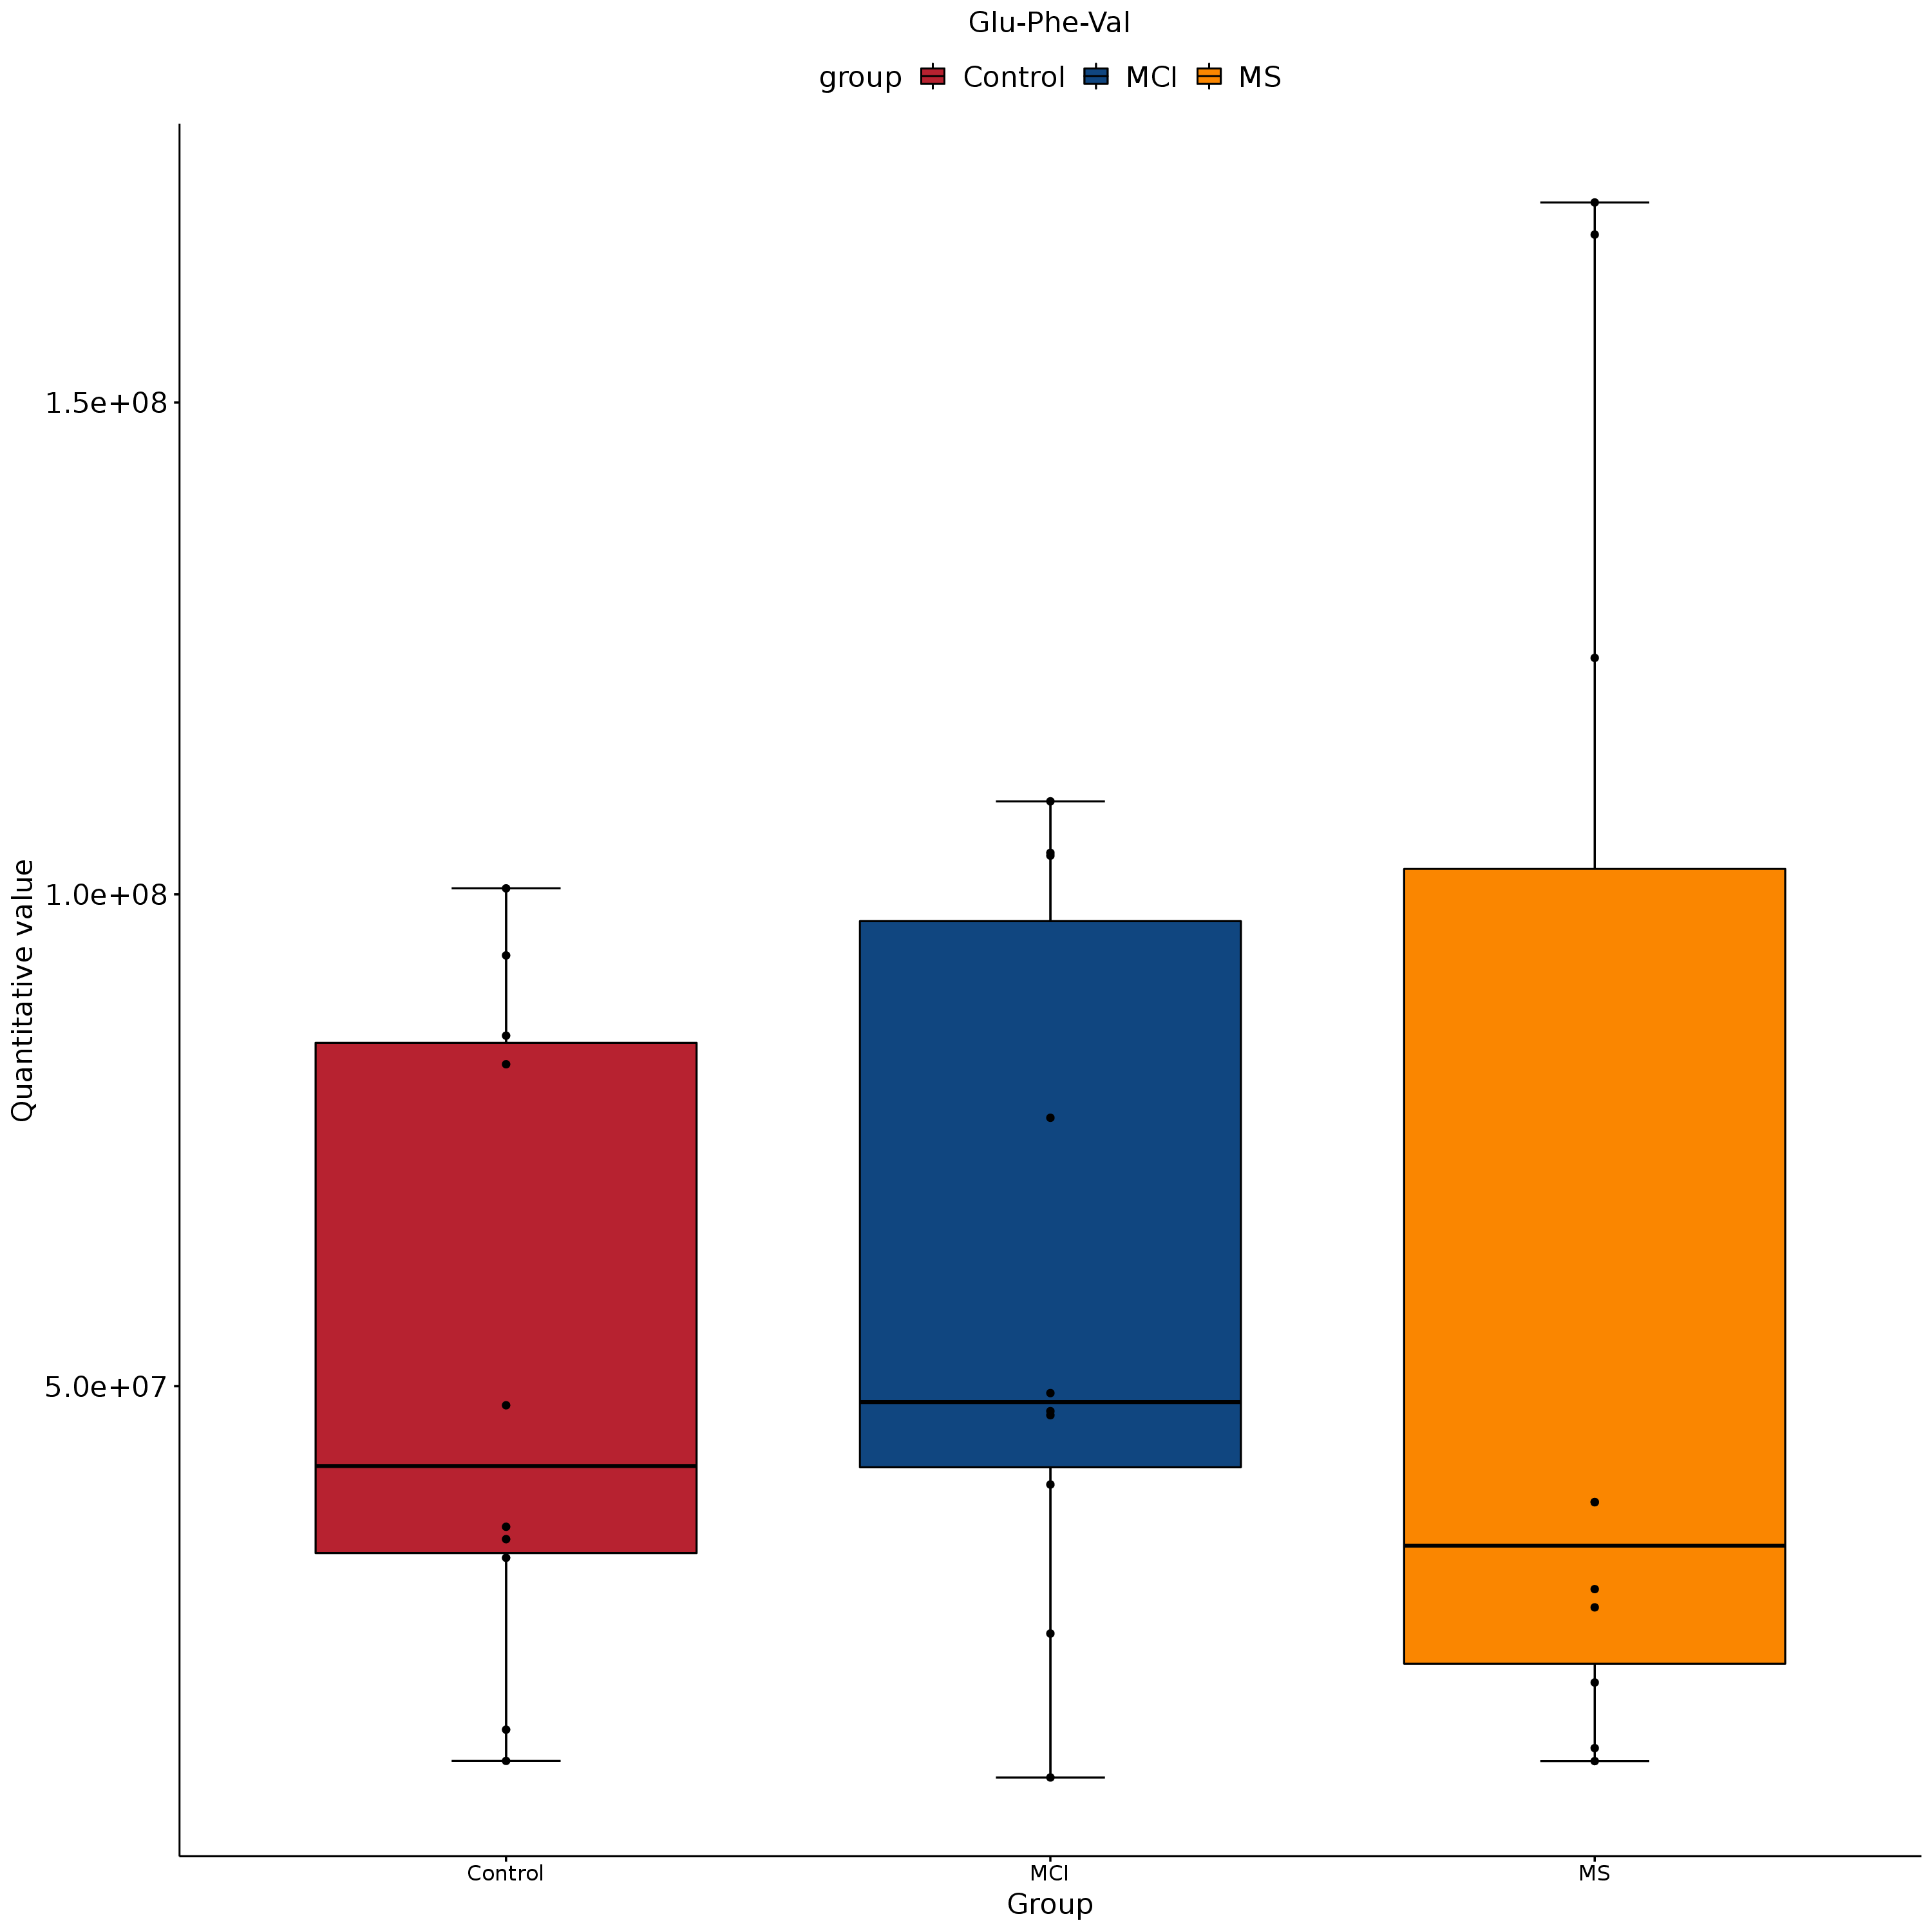 Glu-Phe-Val
group Control MCI MS
1.5e+08
1.0e+08
5.0e+07
Quantitative value
Control MCI MS
Group